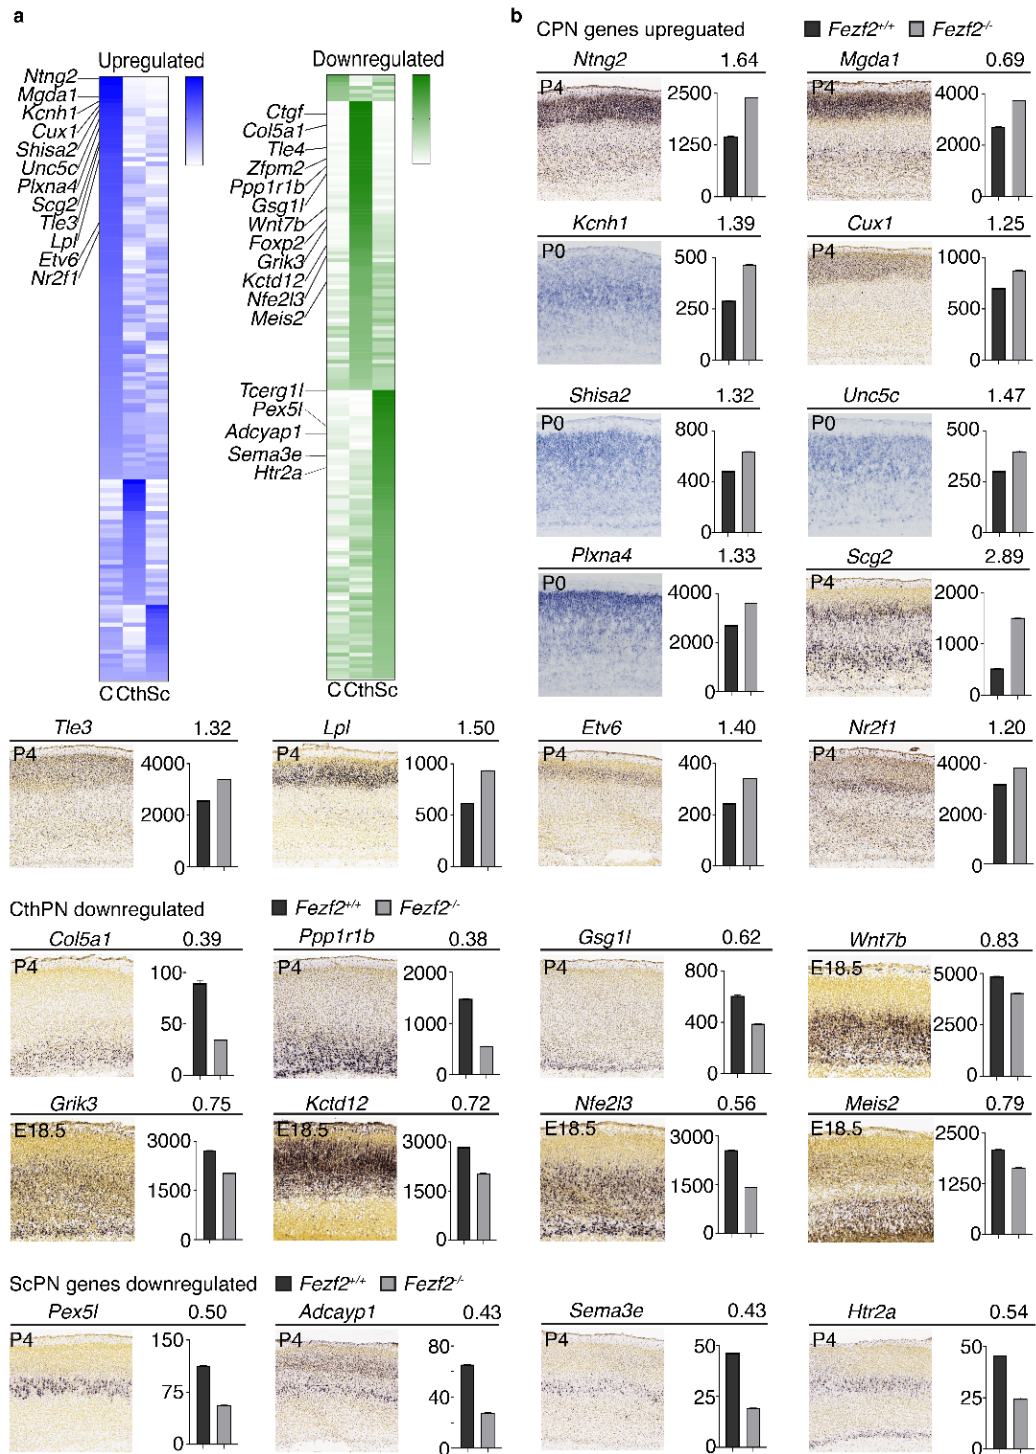 a
Upregulated
Ntng2
Mgda1
Kcnh1
Cux1
Shisa2
Unc5c
Plxna4
Scg2
Tle3
Lpl
Etv6
Nr2f1
C Cth Sc
Downregulated
Ctgf
Col5a1
Tle4
Zfpm2
Ppp1r1b
Gsg1l
Wnt7b
Foxp2
Grik3
Kctd12
Nfe2l3
Meis2
Tcerg1l
Pex5l
Adcyap1
Sema3e
Htr2a
C Cth Sc
b
CPN genes upregulated
Fezf2+/+ Fezf2-/-
Ntng2 1.64
P4
2500
1250
0
Mgda1 0.69
P4
4000
2000
0
Kcnh1 1.39
P0
500
250
0
Cux1 1.25
P4
1000
500
0
Shisa2 1.32
P0
800
400
0
Unc5c 1.47
P0
500
250
0
Plxna4 1.33
P0
4000
2000
0
Scg2 2.89
P4
2000
1000
0
Tle3 1.32
P4
4000
2000
0
Lpl 1.50
P4
1000
500
0
Etv6 1.40
P4
400
200
0
Nr2f1 1.20
P4
4000
2000
0
CthPN downregulated
Fezf2+/+ Fezf2-/-
Col5a1 0.39
P4
100
50
0
Ppp1r1b 0.38
P4
2000
1000
0
Gsg1l 0.62
P4
800
400
0
Wnt7b 0.83
E18.5
5000
2500
0
Grik3 0.75
E18.5
3000
1500
0
Kctd12 0.72
E18.5
3000
1500
0
Nfe2l3 0.56
E18.5
3000
1500
0
Meis2 0.79
E18.5
2500
1250
0
ScPN genes downregulated
Fezf2+/+ Fezf2-/-
Pex5l 0.50
P4
150
75
0
Adcayp1 0.43
P4
80
40
0
Sema3e 0.43
P4
50
25
0
Htr2a 0.54
P4
50
25
0